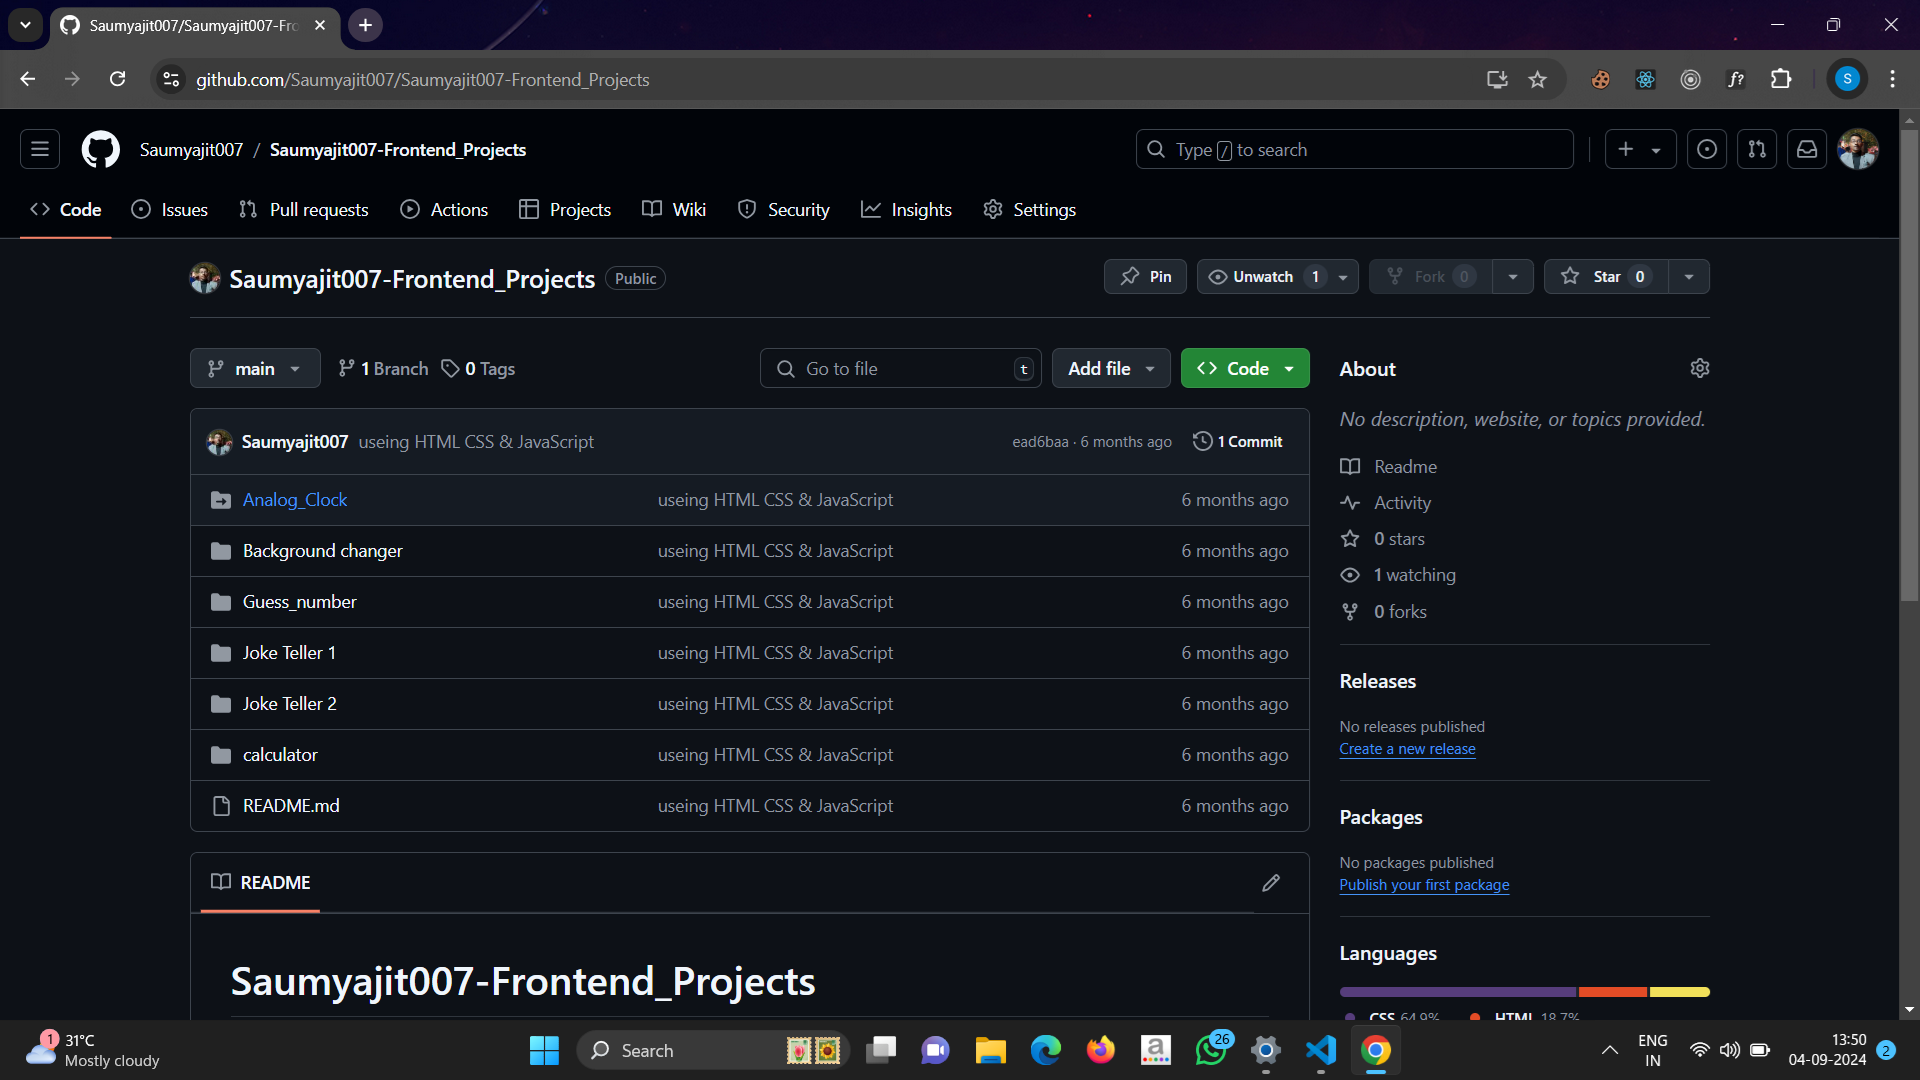 Saumyajit007/Saumyajit007-Fro
github.com/Saumyajit007/Saumyajit007-Frontend_Projects
S
Saumyajit007 / Saumyajit007-Frontend_Projects
Type / to search
Code Issues Pull requests Actions Projects Wiki Security Insights Settings
Saumyajit007-Frontend_Projects Public
Pin Unwatch 1 Fork 0 Star 0
main 1 Branch 0 Tags Go to file t Add file Code
Saumyajit007 useing HTML CSS & JavaScript ead6baa · 6 months ago 1 Commit
Analog_Clock useing HTML CSS & JavaScript 6 months ago
Background changer useing HTML CSS & JavaScript 6 months ago
Guess_number useing HTML CSS & JavaScript 6 months ago
Joke Teller 1 useing HTML CSS & JavaScript 6 months ago
Joke Teller 2 useing HTML CSS & JavaScript 6 months ago
calculator useing HTML CSS & JavaScript 6 months ago
README.md useing HTML CSS & JavaScript 6 months ago
README
Saumyajit007-Frontend_Projects
About
No description, website, or topics provided.
Readme
Activity
0 stars
1 watching
0 forks
Releases
No releases published
Create a new release
Packages
No packages published
Publish your first package
Languages
CSS 64.9% HTML 18.7%
1
31°C
Mostly cloudy
Search
26
ENG
IN
13:50
04-09-2024
2